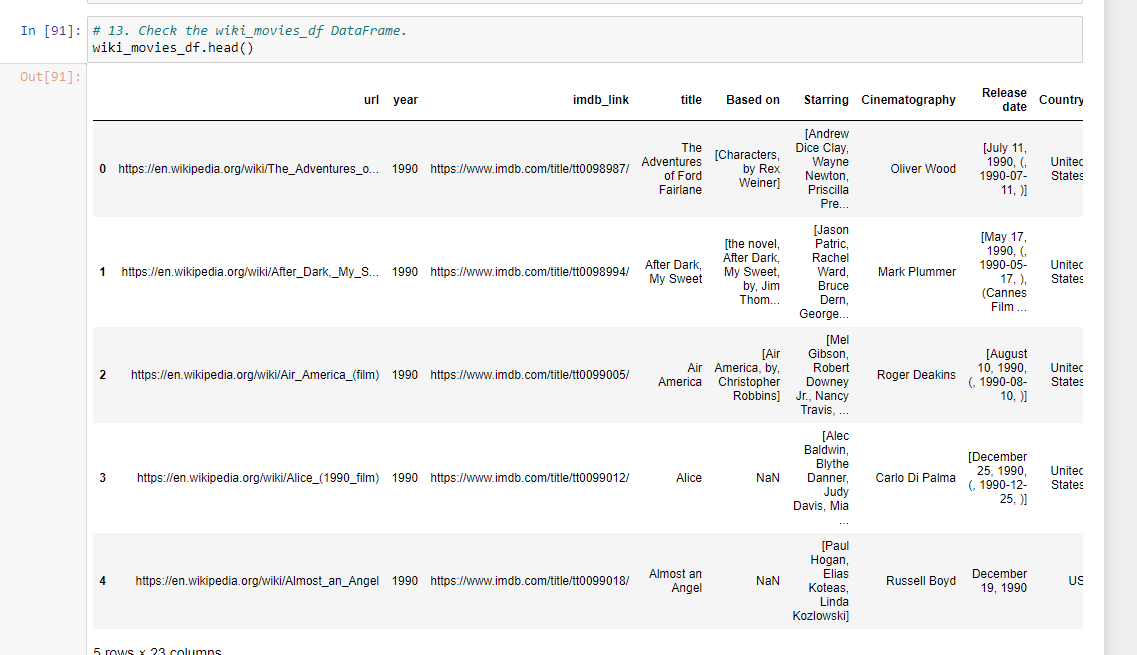 In [91]: # 13. Check the wiki_movies_df DataFrame.
wiki_movies_df.head()
Out[91]:
url year imdb_link title Based on Starring Cinematography Release date Country
0 https://en.wikipedia.org/wiki/The_Adventures_o... 1990 https://www.imdb.com/title/tt0098987/ The Adventures of Ford Fairlane [Characters, by Rex Weiner] [Andrew Dice Clay, Wayne Newton, Priscilla Pre... Oliver Wood [July 11, 1990, (, 1990-07-11, )] United States
1 https://en.wikipedia.org/wiki/After_Dark,_My_S... 1990 https://www.imdb.com/title/tt0098994/ After Dark, My Sweet [the novel, After Dark, My Sweet, by, Jim Thom... [Jason Patric, Rachel Ward, Bruce Dern, George... Mark Plummer [May 17, 1990, (, 1990-05-17, ), (Cannes Film ... United States
2 https://en.wikipedia.org/wiki/Air_America_(film) 1990 https://www.imdb.com/title/tt0099005/ Air America [Air America, by, Christopher Robbins] [Mel Gibson, Robert Downey Jr., Nancy Travis, ... Roger Deakins [August 10, 1990, (, 1990-08-10, )] United States
3 https://en.wikipedia.org/wiki/Alice_(1990_film) 1990 https://www.imdb.com/title/tt0099012/ Alice NaN [Alec Baldwin, Blythe Danner, Judy Davis, Mia ... Carlo Di Palma [December 25, 1990, (, 1990-12-25, )] United States
4 https://en.wikipedia.org/wiki/Almost_an_Angel 1990 https://www.imdb.com/title/tt0099018/ Almost an Angel NaN [Paul Hogan, Elias Koteas, Linda Kozlowski] Russell Boyd December 19, 1990 US
5 rows × 23 columns